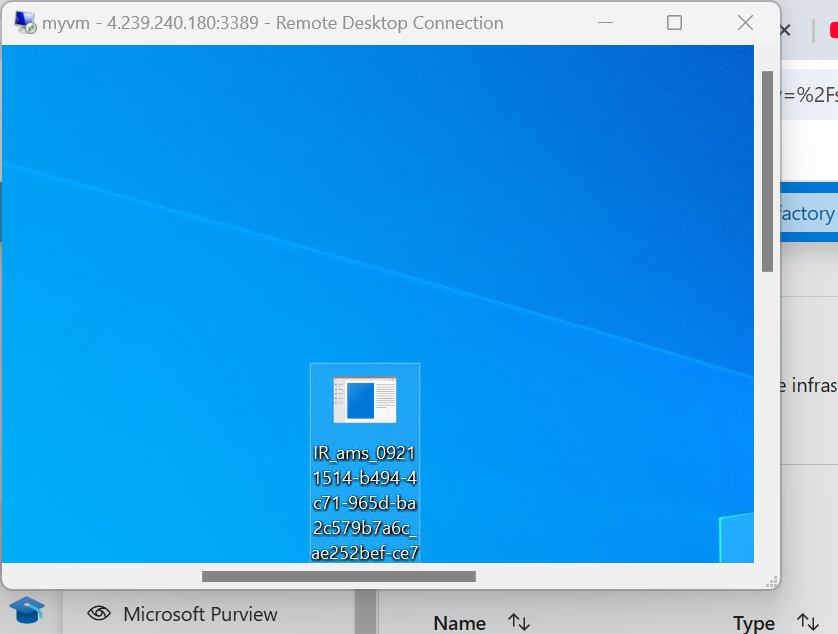 myvm - 4.239.240.180:3389 - Remote Desktop Connection
=%2F
factory
e infras
IR_ams_0921
1514-b494-4
c71-965d-ba
2c579b7a6c_
ae252bef-ce7
Microsoft Purview
Name
Type